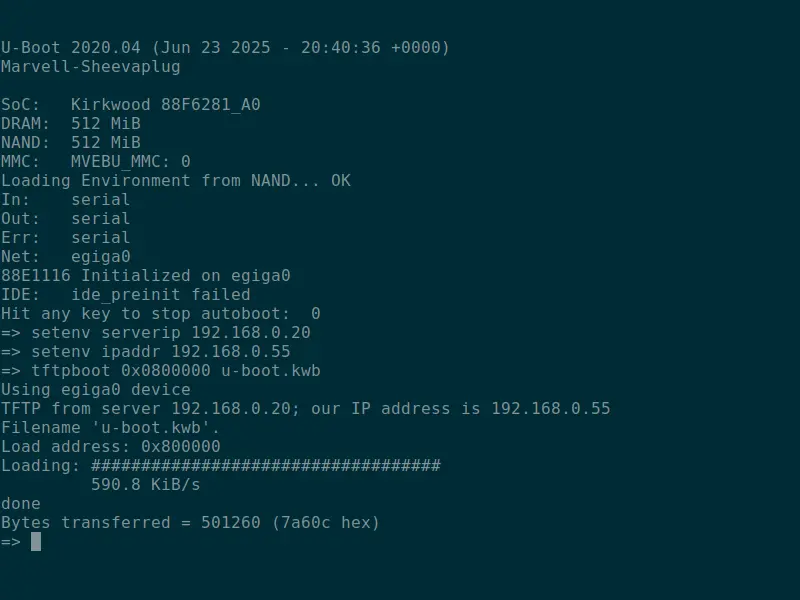 U-Boot 2020.04 (Jun 23 2025 - 20:40:36 +0000)
Marvell-Sheevaplug
SoC:   Kirkwood 88F6281_A0
DRAM:  512 MiB
NAND:  512 MiB
MMC:   MVEBU_MMC: 0
Loading Environment from NAND... OK
In:    serial
Out:   serial
Err:   serial
Net:   egiga0
88E1116 Initialized on egiga0
IDE:   ide_preinit failed
Hit any key to stop autoboot:  0
=> setenv serverip 192.168.0.20
=> setenv ipaddr 192.168.0.55
=> tftpboot 0x0800000 u-boot.kwb
Using egiga0 device
TFTP from server 192.168.0.20; our IP address is 192.168.0.55
Filename 'u-boot.kwb'.
Load address: 0x800000
Loading: ###################################
         590.8 KiB/s
done
Bytes transferred = 501260 (7a60c hex)
=>